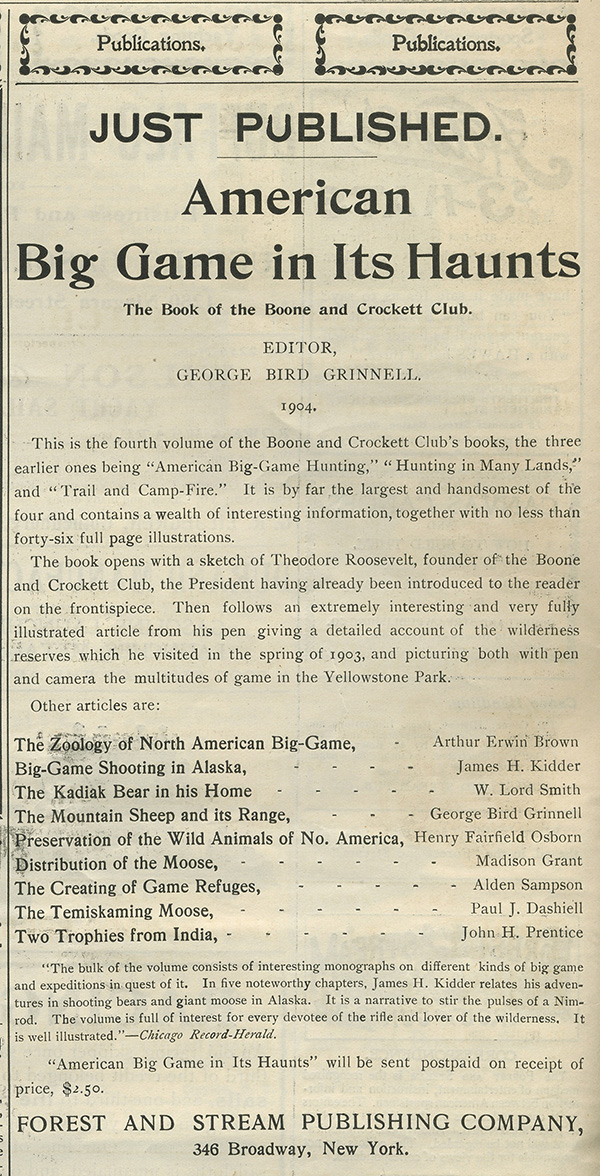 Publications. Publications.
JUST PUBLISHED.
American
Big Game in Its Haunts
The Book of the Boone and Crockett Club.
EDITOR,
GEORGE BIRD GRINNELL.
1904.
This is the fourth volume of the Boone and Crockett Club's books, the three
earlier ones being "American Big-Game Hunting," "Hunting in Many Lands,"
and "Trail and Camp-Fire." It is by far the largest and handsomest of the
four and contains a wealth of interesting information, together with no less than
forty-six full page illustrations.
The book opens with a sketch of Theodore Roosevelt, founder of the Boone
and Crockett Club, the President having already been introduced to the reader
on the frontispiece. Then follows an extremely interesting and very fully
illustrated article from his pen giving a detailed account of the wilderness
reserves which he visited in the spring of 1903, and picturing both with pen
and camera the multitudes of game in the Yellowstone Park.
Other articles are:
The Zoology of North American Big-Game, - Arthur Erwin Brown
Big-Game Shooting in Alaska, - - - - James H. Kidder
The Kadiak Bear in his Home - - - - - W. Lord Smith
The Mountain Sheep and its Range, - - - George Bird Grinnell
Preservation of the Wild Animals of No. America, Henry Fairfield Osborn
Distribution of the Moose, - - - - - - Madison Grant
The Creating of Game Refuges, - - - - - Alden Sampson
The Temiskaming Moose, - - - - - - Paul J. Dashiell
Two Trophies from India, - - - - - - John H. Prentice
"The bulk of the volume consists of interesting monographs on different kinds of big game
and expeditions in quest of it. In five noteworthy chapters, James H. Kidder relates his adven-
tures in shooting bears and giant moose in Alaska. It is a narrative to stir the pulses of a Nim-
rod. The volume is full of interest for every devotee of the rifle and lover of the wilderness. It
is well illustrated."—Chicago Record-Herald.
"American Big Game in Its Haunts" will be sent postpaid on receipt of
price, $2.50.
FOREST AND STREAM PUBLISHING COMPANY,
346 Broadway, New York.